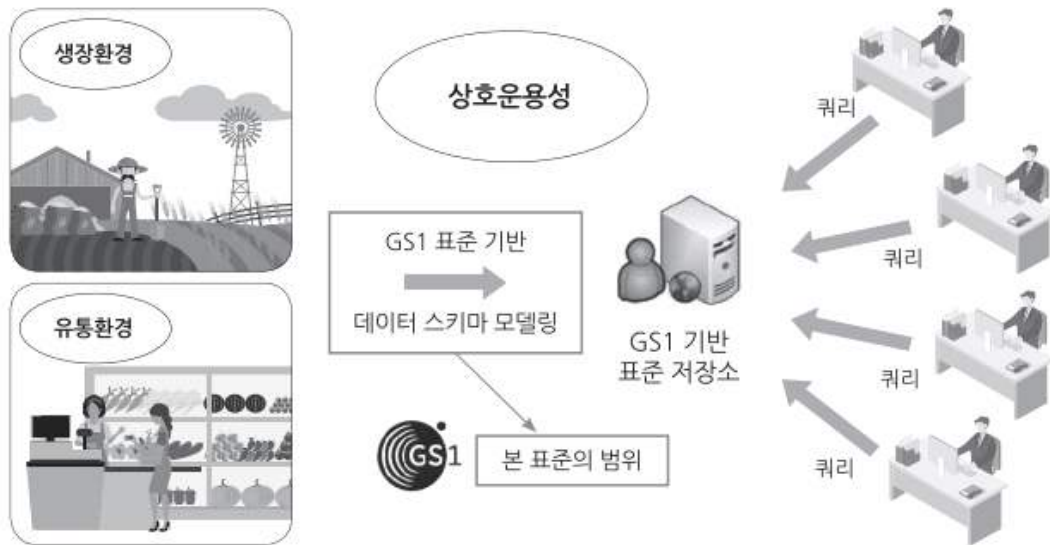 생장환경
상호운용성
쿼리
쿼리
GS1 표준 기반
데이터 스키마 모델링
유통환경
GS1 기반
표준 저장소
쿼리
GS1
본 표준의 범위
쿼리